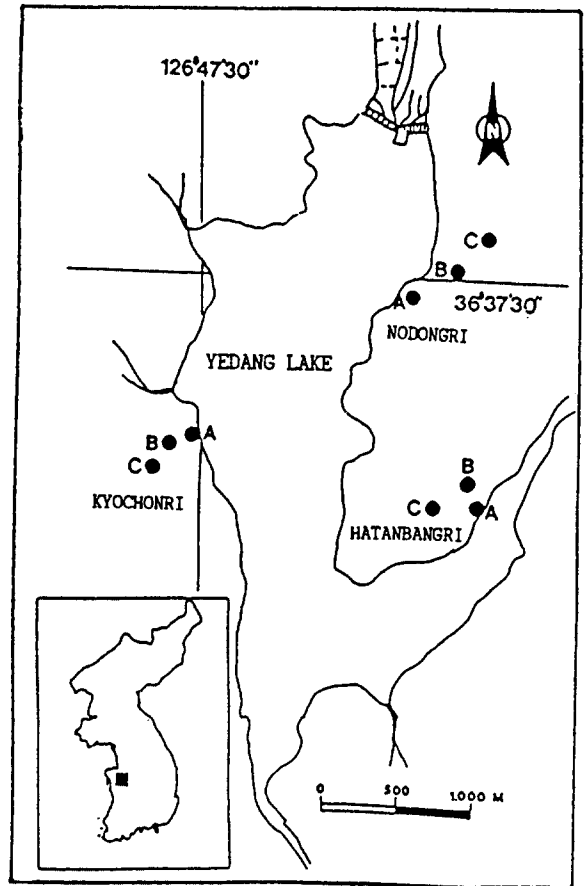 126°47'30"
N
C
B
36°37'30"
A
NODONGRI
YEDANG LAKE
A
B
C
KYOCHONRI
B
C
A
HATANBANGRI
0 500 1.000 M